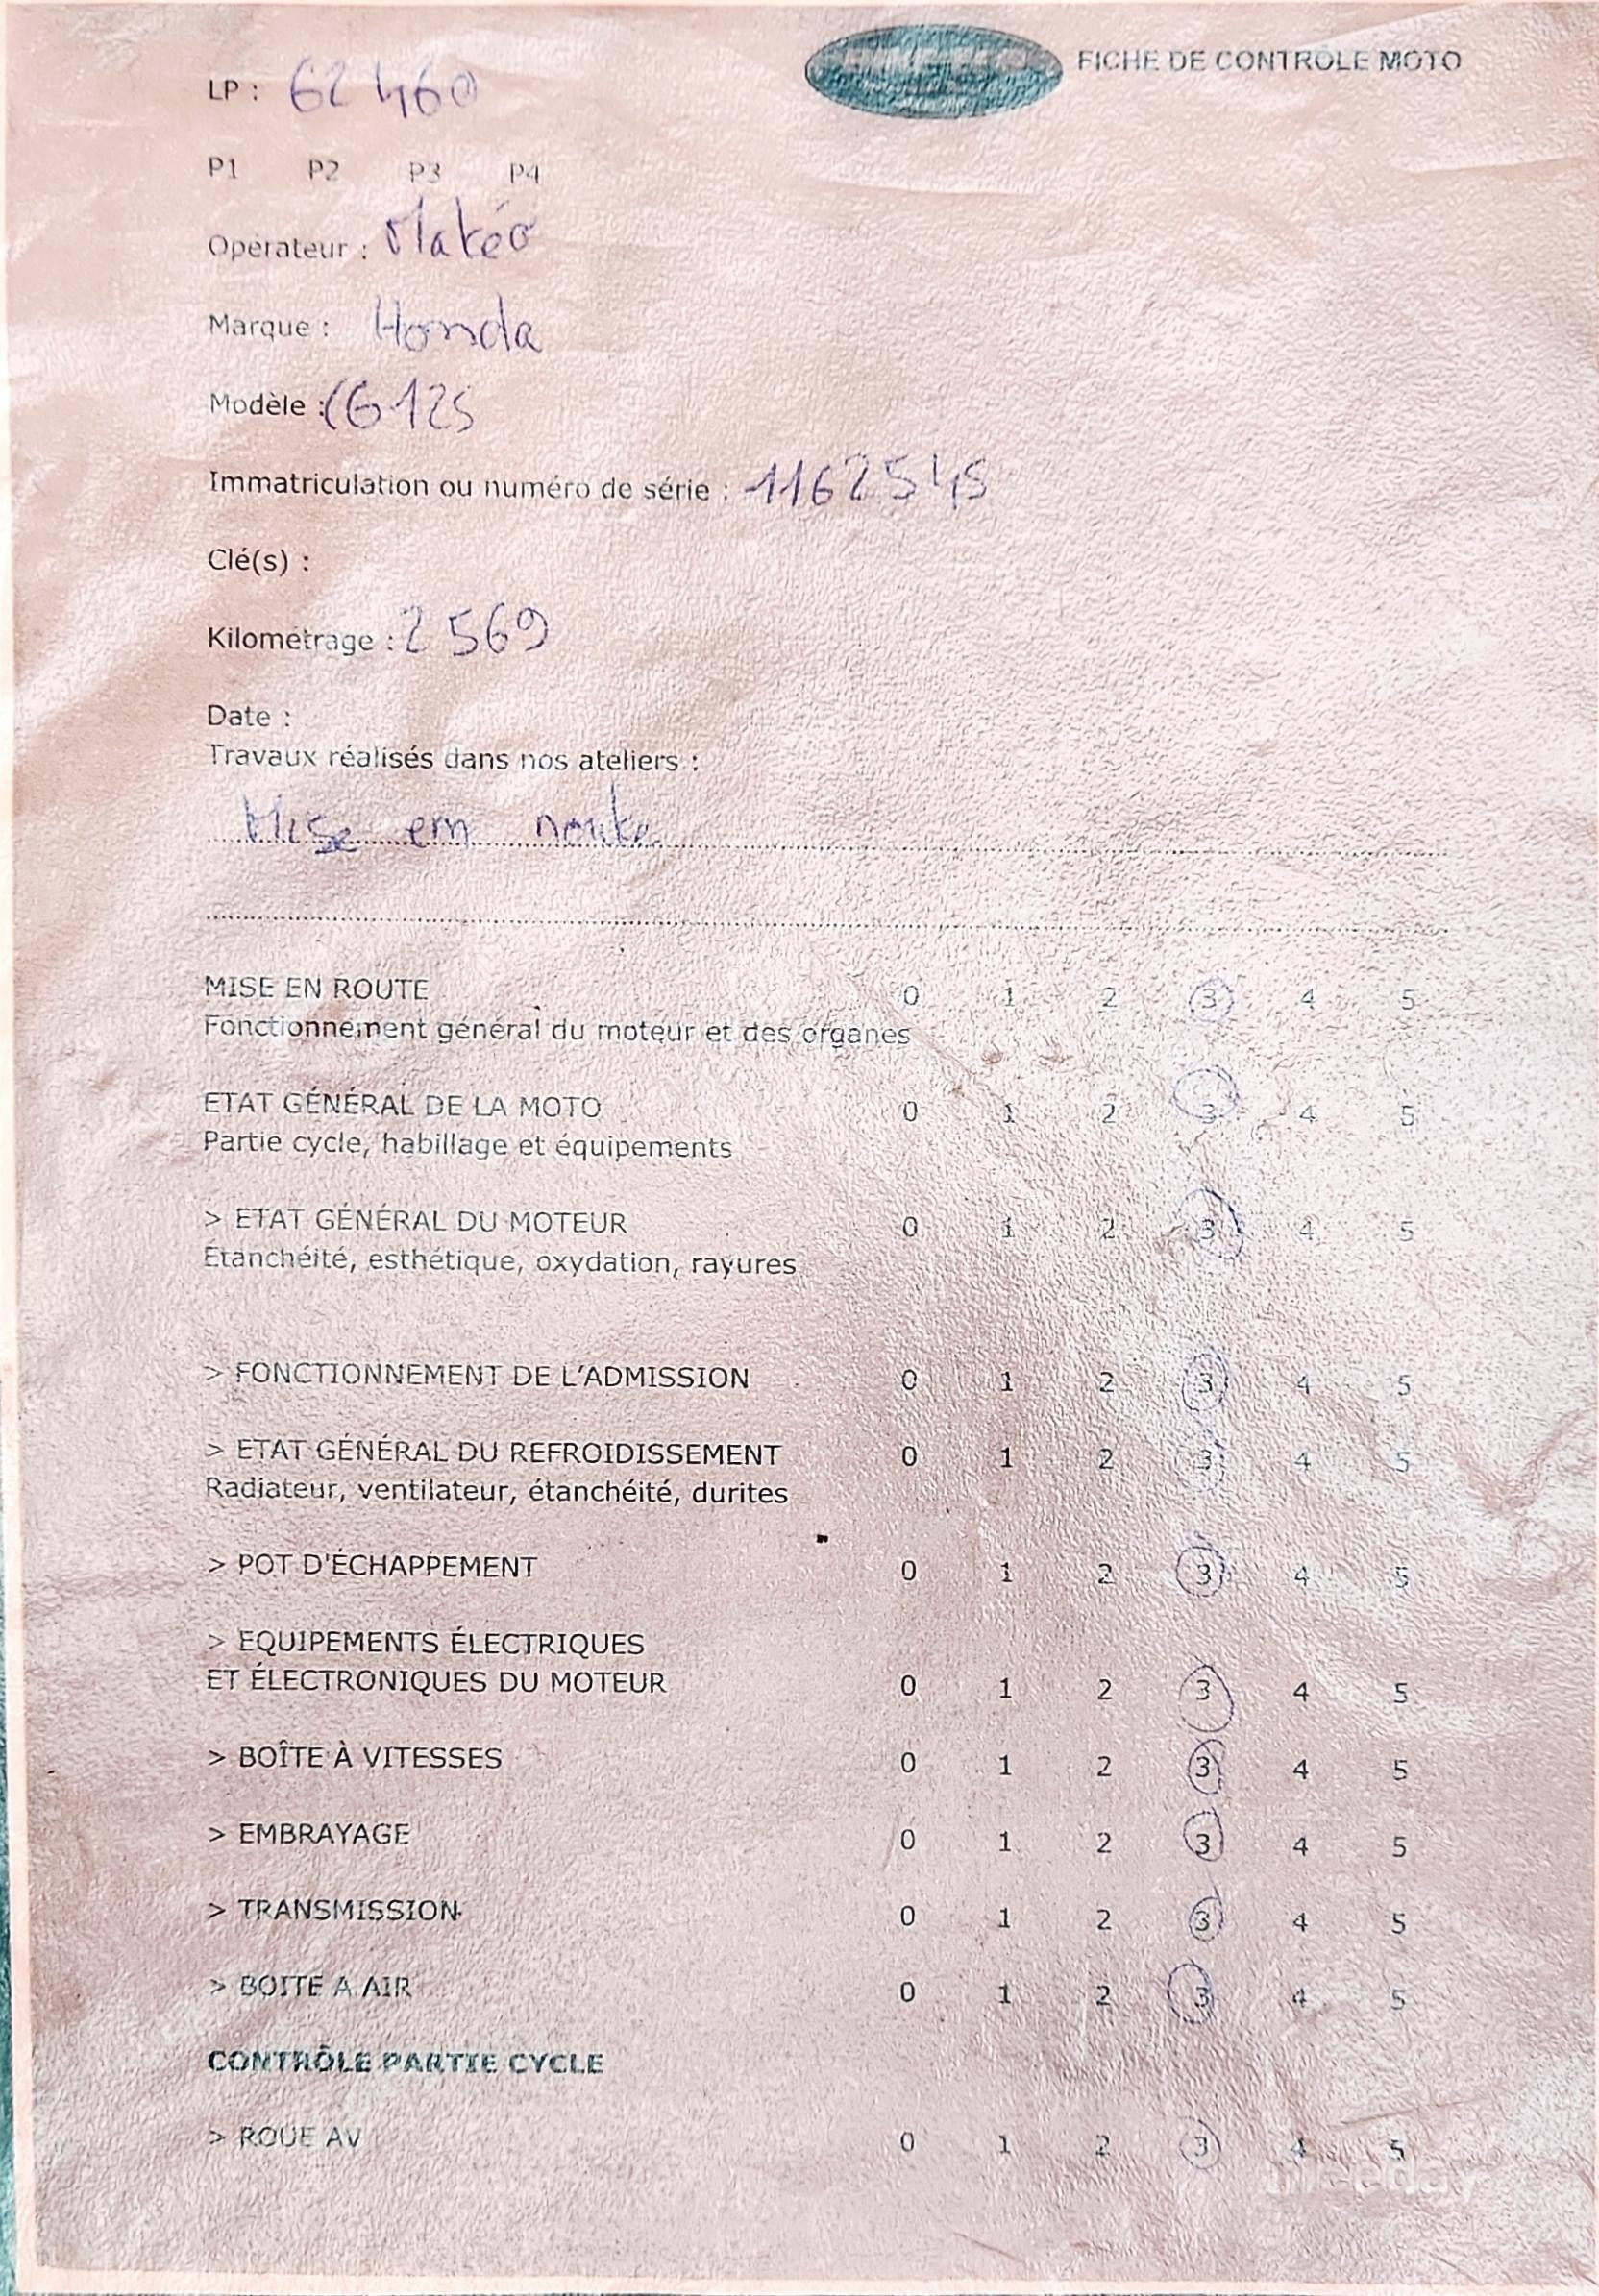 FICHE DE CONTRÔLE MOTO
LP : 62460
P1 P2 P3 P4
Opérateur : Matéo
Marque : Honda
Modèle : CG 125
Immatriculation ou numéro de série : 1162545
Clé(s) :
Kilométrage : 2569
Date :
Travaux réalisés dans nos ateliers :
Mise em route
MISE EN ROUTE 0 1 2 3 4 5
Fonctionnement général du moteur et des organes
ETAT GÉNÉRAL DE LA MOTO 0 1 2 3 4 5
Partie cycle, habillage et équipements
> ETAT GÉNÉRAL DU MOTEUR 0 1 2 3 4 5
Étanchéité, esthétique, oxydation, rayures
> FONCTIONNEMENT DE L'ADMISSION 0 1 2 3 4 5
> ETAT GÉNÉRAL DU REFROIDISSEMENT 0 1 2 3 4 5
Radiateur, ventilateur, étanchéité, durites
> POT D'ÉCHAPPEMENT 0 1 2 3 4 5
> EQUIPEMENTS ÉLECTRIQUES
ET ÉLECTRONIQUES DU MOTEUR 0 1 2 3 4 5
> BOÎTE À VITESSES 0 1 2 3 4 5
> EMBRAYAGE 0 1 2 3 4 5
> TRANSMISSION 0 1 2 3 4 5
> BOITE A AIR 0 1 2 3 4 5
CONTRÔLE PARTIE CYCLE
> ROUE AV 0 1 2 3 4 5
meeday